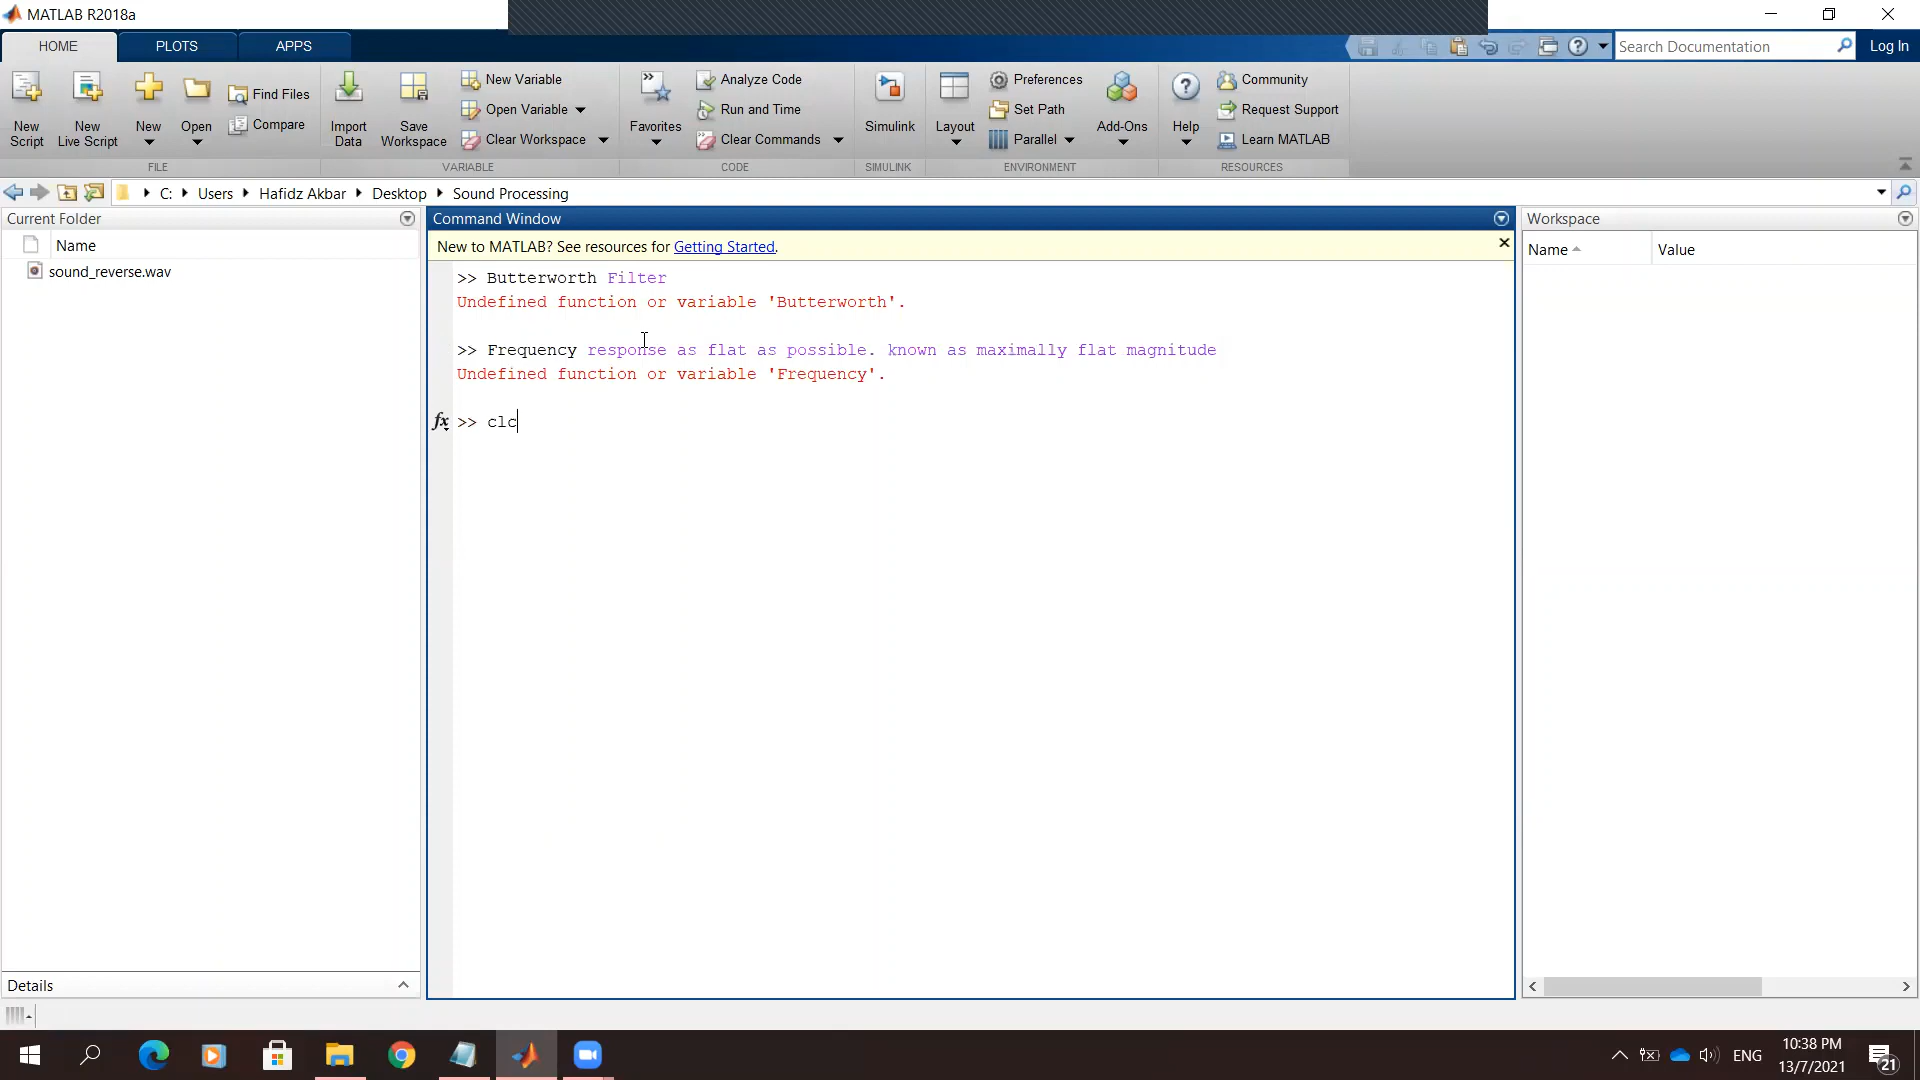 MATLAB R2018a
HOME PLOTS APPS
Search Documentation Log In
New Script
New Live Script
New
Open
Find Files
Compare
FILE
Import Data
Save Workspace
New Variable
Open Variable
Clear Workspace
VARIABLE
Favorites
Analyze Code
Run and Time
Clear Commands
CODE
Simulink
SIMULINK
Layout
Preferences
Set Path
Parallel
Add-Ons
ENVIRONMENT
Help
Community
Request Support
Learn MATLAB
RESOURCES
C: Users Hafidz Akbar Desktop Sound Processing
Current Folder
Name
sound_reverse.wav
Details
Command Window
New to MATLAB? See resources for Getting Started.
>> Butterworth Filter
Undefined function or variable 'Butterworth'.
>> Frequency response as flat as possible. known as maximally flat magnitude
Undefined function or variable 'Frequency'.
fx >> clc
Workspace
Name Value
ENG
10:38 PM
13/7/2021
21